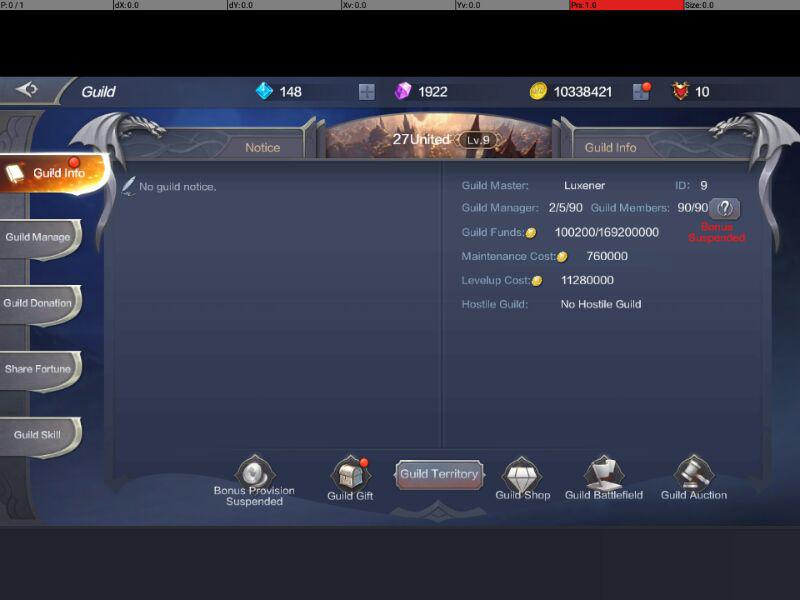 P: 0 / 1 dX: 0.0 dY: 0.0 Xv: 0.0 Yv: 0.0 Prs: 1.0 Size: 0.0
Guild 148 1922 10338421 10
27United Lv.9
Notice Guild Info
Guild Info
Guild Manage
Guild Donation
Share Fortune
Guild Skill
No guild notice.
Guild Master: Luxener ID: 9
Guild Manager: 2/5/90 Guild Members: 90/90 ?
Bonus
Suspended
Guild Funds: 100200/169200000
Maintenance Cost: 760000
Levelup Cost: 11280000
Hostile Guild: No Hostile Guild
Bonus Provision
Suspended
Guild Gift
Guild Territory
Guild Shop
Guild Battlefield
Guild Auction